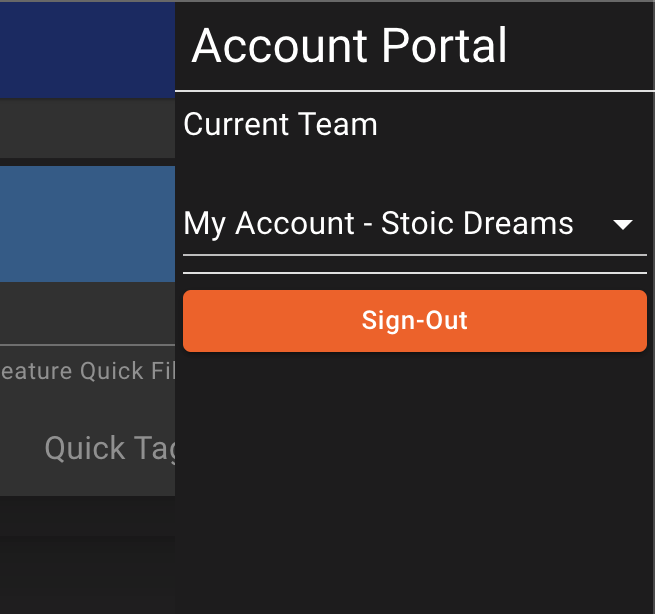 Account Portal
Current Team
My Account - Stoic Dreams
Sign-Out
eature Quick Fil
Quick Tag